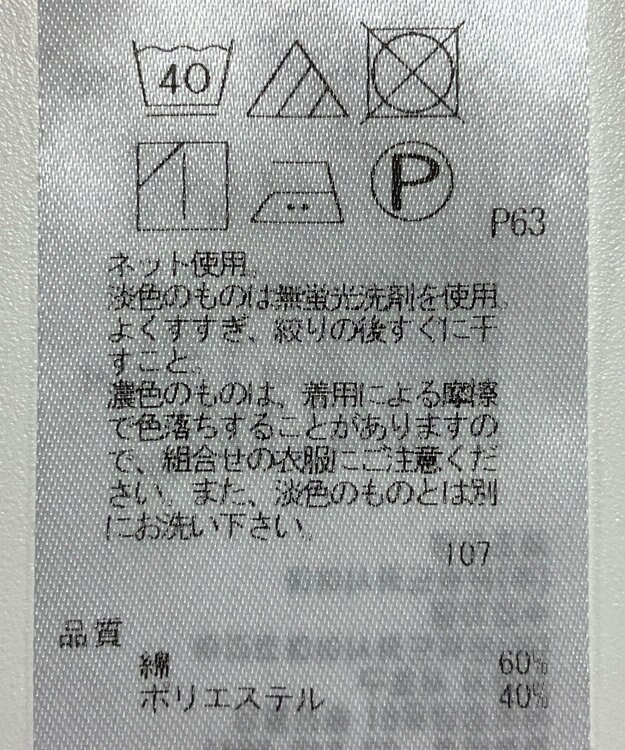 40
P
P63
ネット使用。
淡色のものは無蛍光洗剤を使用。
よくすすぎ、絞りの後すぐに干
すこと。
濃色のものは、着用による摩擦
で色落ちすることがありますの
で、組合せの衣服にご注意くだ
さい。また、淡色のものとは別
にお洗い下さい。
107
品質
綿 60%
ポリエステル 40%